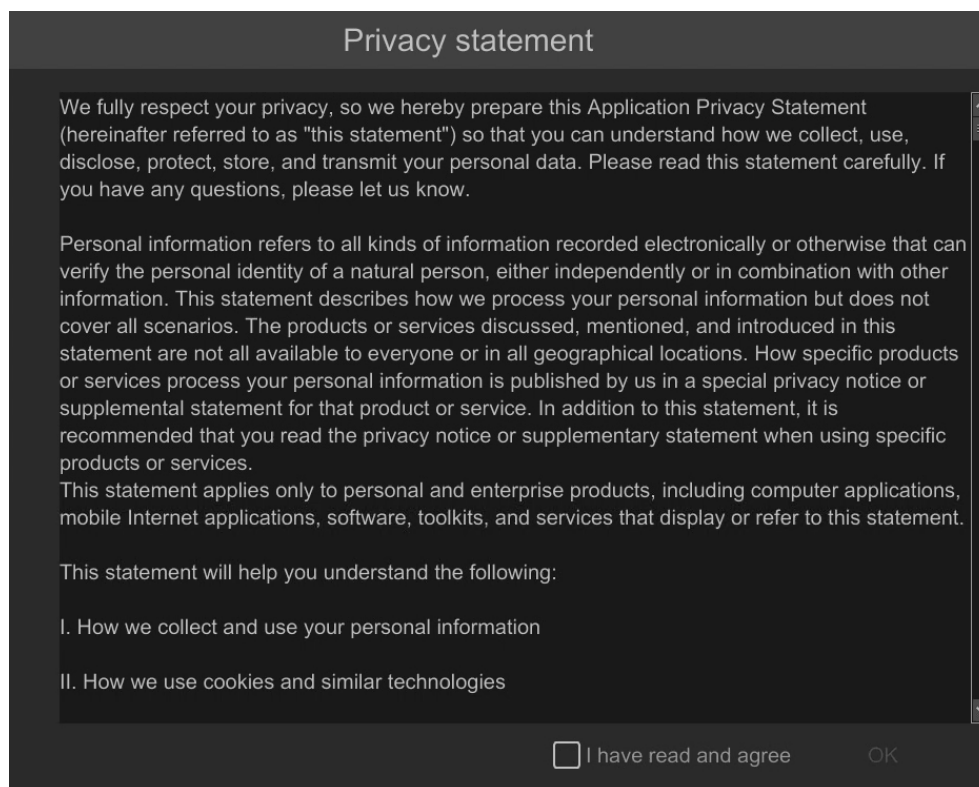 Privacy statement
We fully respect your privacy, so we hereby prepare this Application Privacy Statement
(hereinafter referred to as "this statement") so that you can understand how we collect, use,
disclose, protect, store, and transmit your personal data. Please read this statement carefully. If
you have any questions, please let us know.
Personal information refers to all kinds of information recorded electronically or otherwise that can
verify the personal identity of a natural person, either independently or in combination with other
information. This statement describes how we process your personal information but does not
cover all scenarios. The products or services discussed, mentioned, and introduced in this
statement are not all available to everyone or in all geographical locations. How specific products
or services process your personal information is published by us in a special privacy notice or
supplemental statement for that product or service. In addition to this statement, it is
recommended that you read the privacy notice or supplementary statement when using specific
products or services.
This statement applies only to personal and enterprise products, including computer applications,
mobile Internet applications, software, toolkits, and services that display or refer to this statement.
This statement will help you understand the following:
I. How we collect and use your personal information
II. How we use cookies and similar technologies
I have read and agree
OK